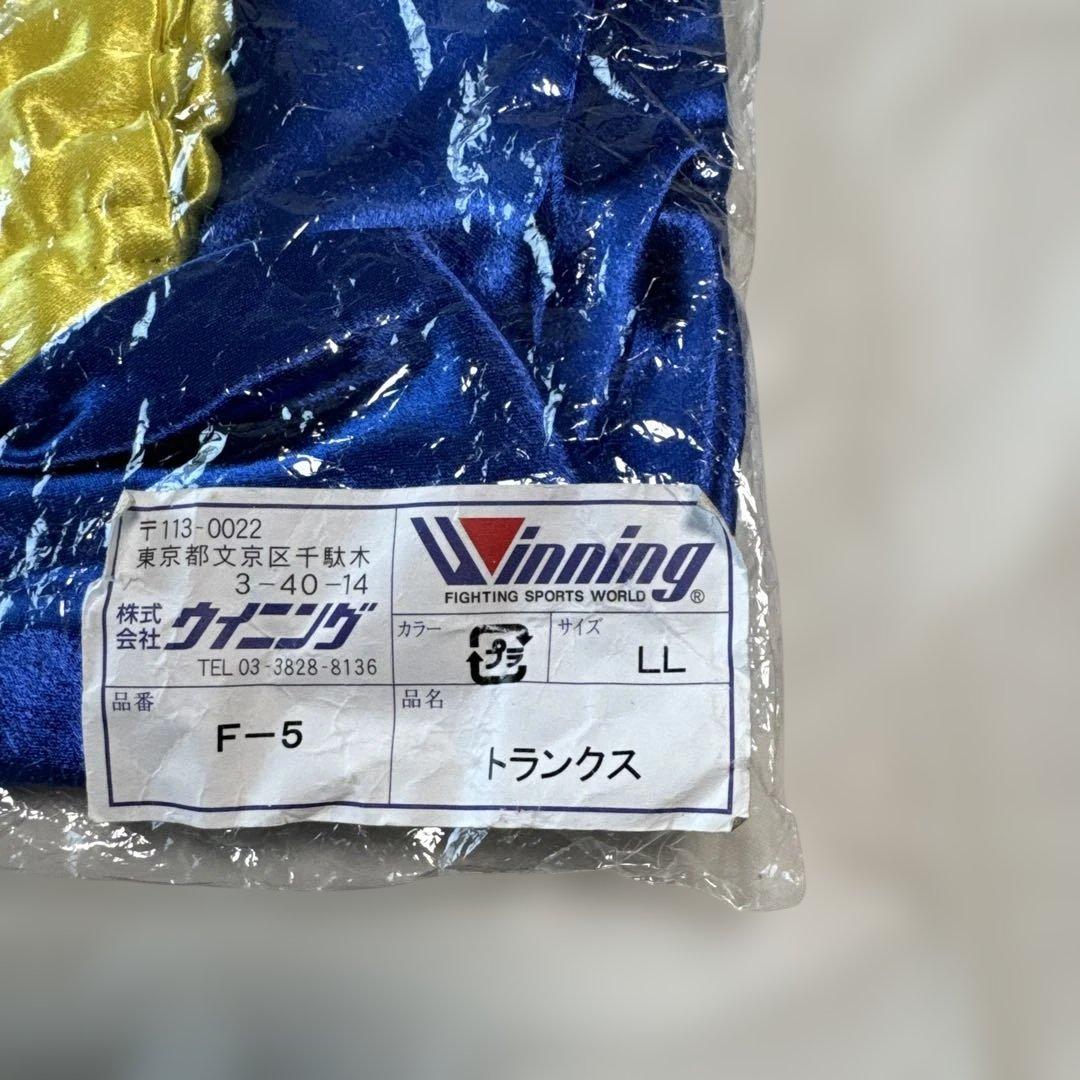 〒113-0022
東京都文京区千駄木
3-40-14
株式
会社 ウイニング
TEL 03-3828-8136
Winning
FIGHTING SPORTS WORLD ®
カラー
プラ
サイズ
LL
品番
F-5
品名
トランクス